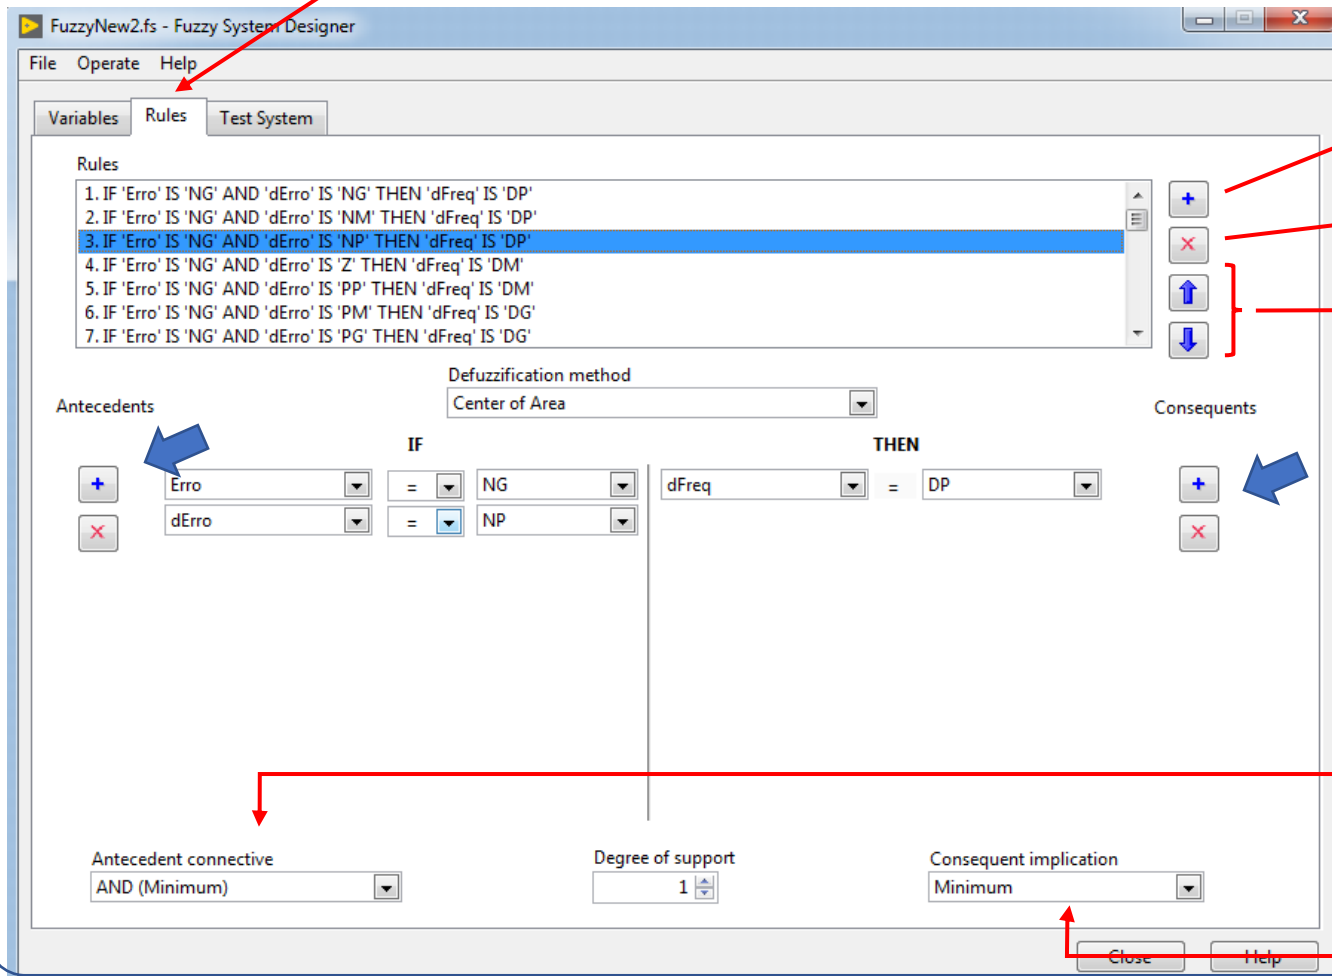 FuzzyNew2.fs - Fuzzy System Designer
File Operate Help
Variables Rules Test System
Rules
1. IF 'Erro' IS 'NG' AND 'dErro' IS 'NG' THEN 'dFreq' IS 'DP'
2. IF 'Erro' IS 'NG' AND 'dErro' IS 'NM' THEN 'dFreq' IS 'DP'
3. IF 'Erro' IS 'NG' AND 'dErro' IS 'NP' THEN 'dFreq' IS 'DP'
4. IF 'Erro' IS 'NG' AND 'dErro' IS 'Z' THEN 'dFreq' IS 'DM'
5. IF 'Erro' IS 'NG' AND 'dErro' IS 'PP' THEN 'dFreq' IS 'DM'
6. IF 'Erro' IS 'NG' AND 'dErro' IS 'PM' THEN 'dFreq' IS 'DG'
7. IF 'Erro' IS 'NG' AND 'dErro' IS 'PG' THEN 'dFreq' IS 'DG'
Defuzzification method
Center of Area
Antecedents Consequents
IF THEN
Erro = NG dFreq = DP
dErro = NP
Antecedent connective Degree of support Consequent implication
AND (Minimum) 1 Minimum
Close Help